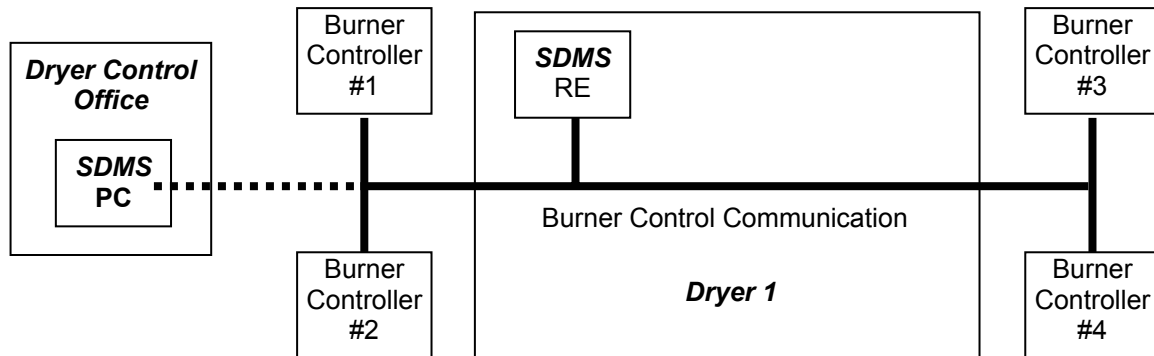 Dryer Control
Office
SDMS
PC
Burner
Controller
#1
Burner
Controller
#2
SDMS
RE
Burner Control Communication
Dryer 1
Burner
Controller
#3
Burner
Controller
#4